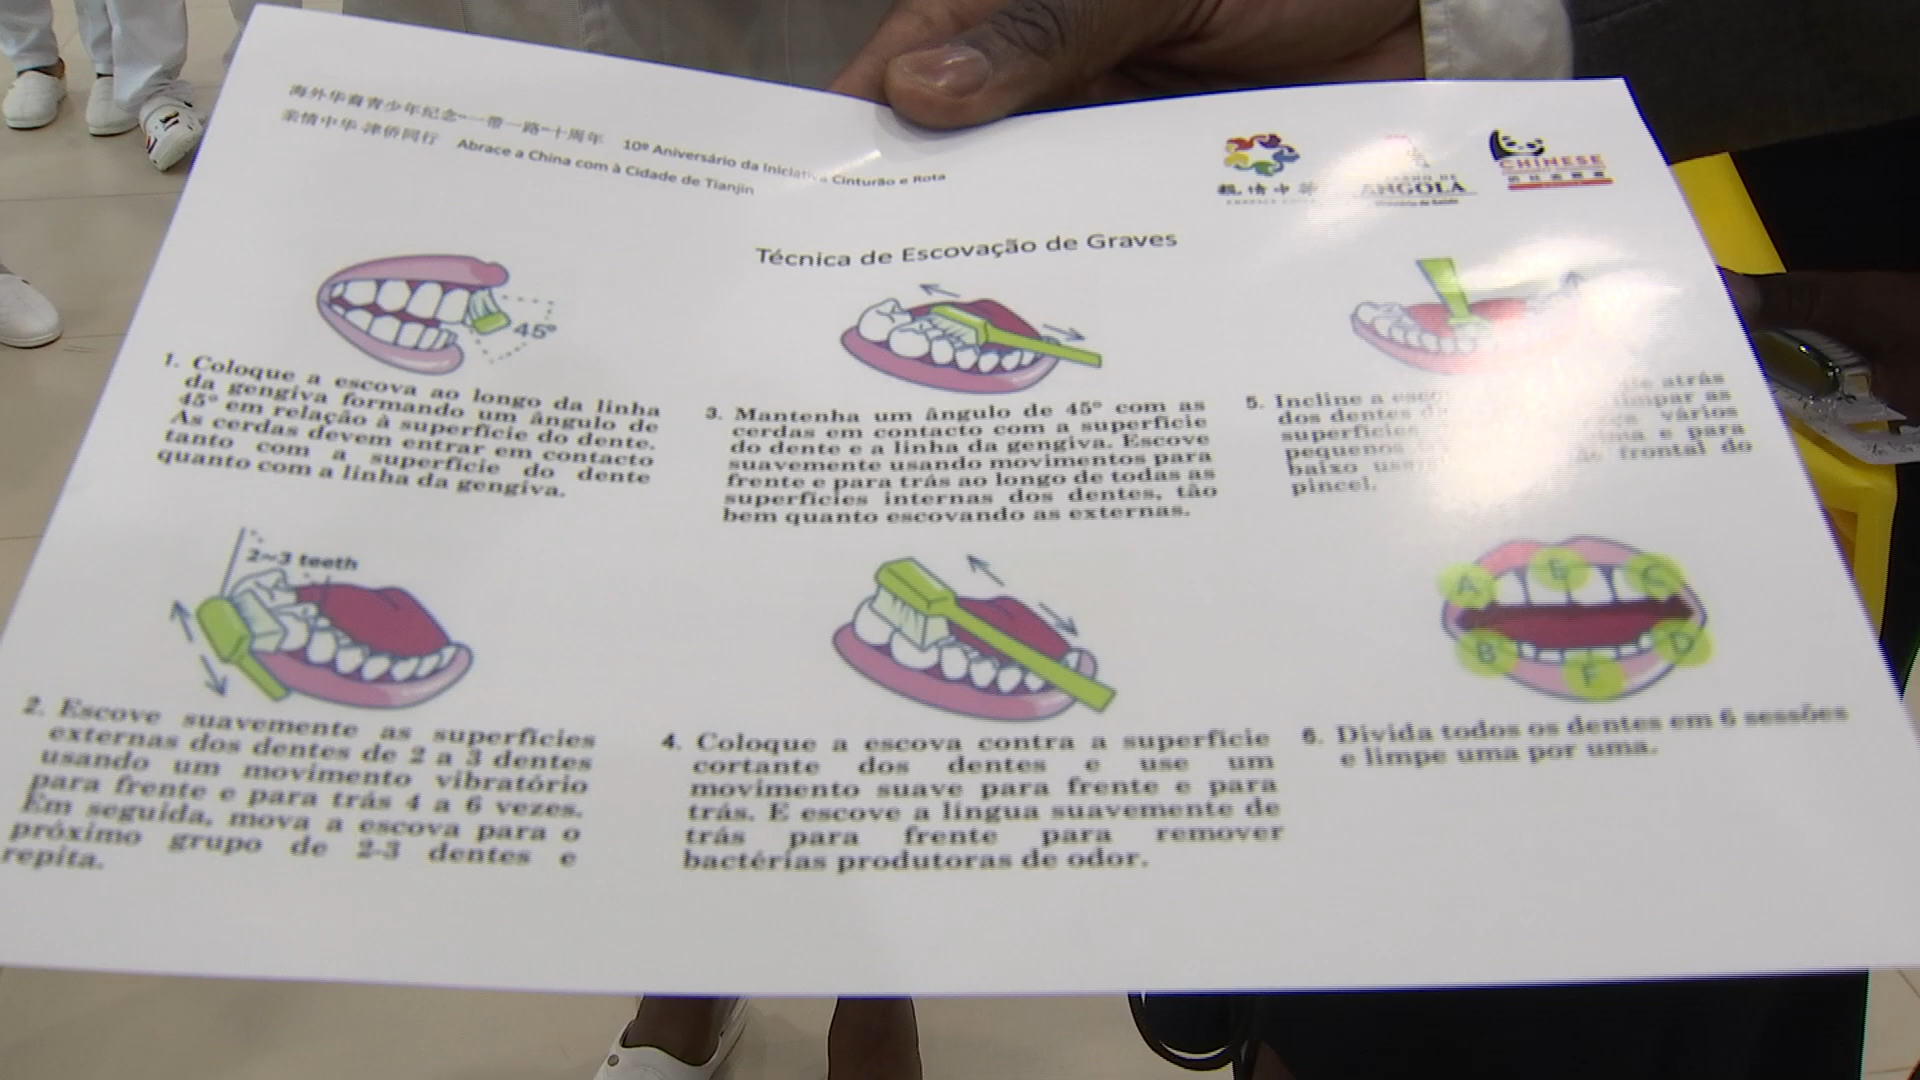 海外华裔青少年纪念"一带一路"十周年 10º Aniversário da Iniciativa Cinturão e Rota
亲情中华·津侨同行 Abrace a China com à Cidade de Tianjin
親情中華
ANGOLA
Ministério da Saúde
CHINESE
Técnica de Escovação de Graves
45°
1. Coloque a escova ao longo da linha
da gengiva formando um ângulo de
45° em relação à superfície do dente.
As cerdas devem entrar em contacto
tanto com a superfície do dente
quanto com a linha da gengiva.
2~3 teeth
2. Escove suavemente as superfícies
externas dos dentes de 2 a 3 dentes
usando um movimento vibratório
para frente e para trás 4 a 6 vezes.
Em seguida, mova a escova para o
próximo grupo de 2-3 dentes e
repita.
3. Mantenha um ângulo de 45° com as
cerdas em contacto com a superfície
do dente e a linha da gengiva. Escove
suavemente usando movimentos para
frente e para trás ao longo de todas as
superfícies internas dos dentes, tão
bem quanto escovando as externas.
4. Coloque a escova contra a superfície
cortante dos dentes e use um
movimento suave para frente e para
trás. E escove a língua suavemente de
trás para frente para remover
bactérias produtoras de odor.
5. Incline a atrás
dos dentes limpar as
superfícies vários
pequenos e para
baixo frontal do
pincel.
A E C
B F D
6. Divida todos os dentes em 6 sessões
e limpe uma por uma.